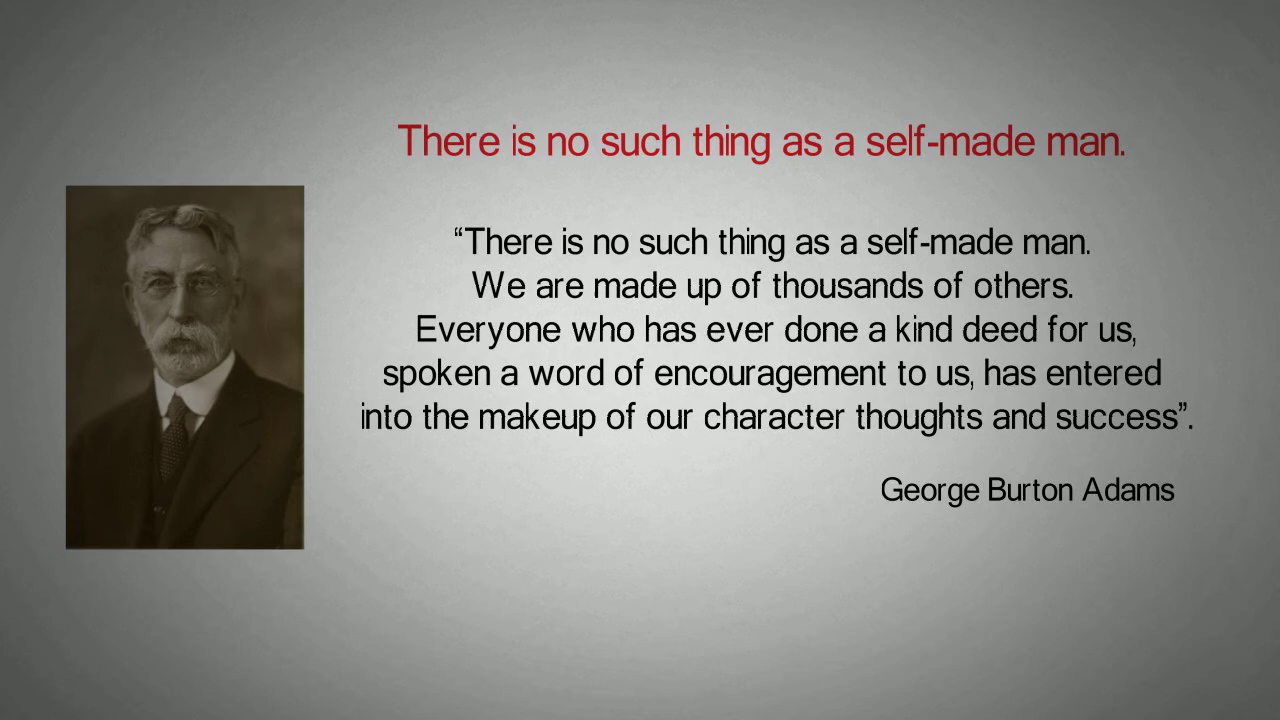 There is no such thing as a self-made man.
“There is no such thing as a self-made man.
We are made up of thousands of others.
Everyone who has ever done a kind deed for us,
spoken a word of encouragement to us, has entered
into the makeup of our character thoughts and success”.
George Burton Adams